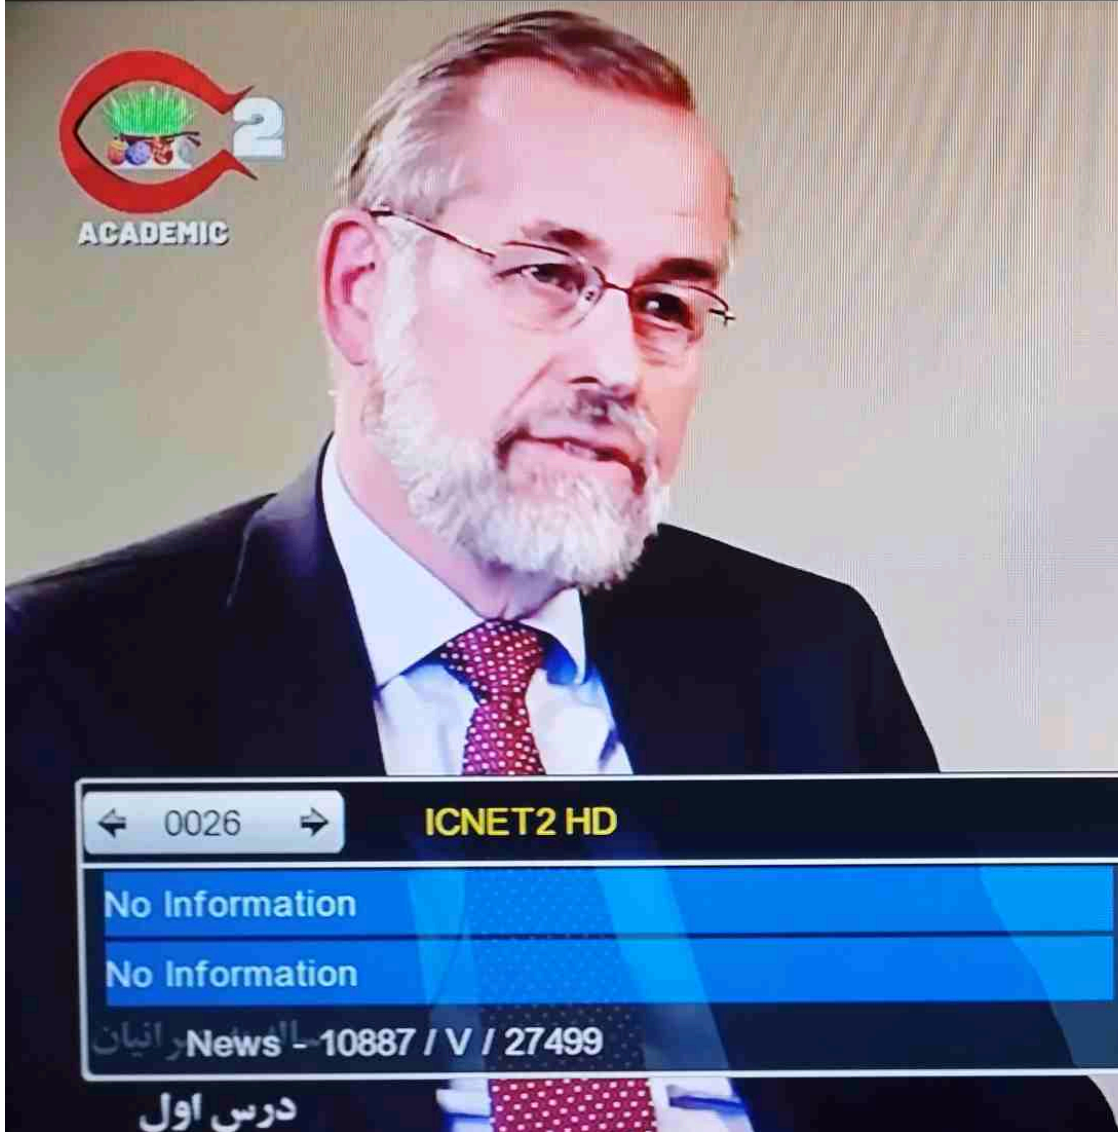 2
ACADEMIC
0026
ICNET2 HD
No Information
No Information
News - 10887 / V / 27499
درس اول